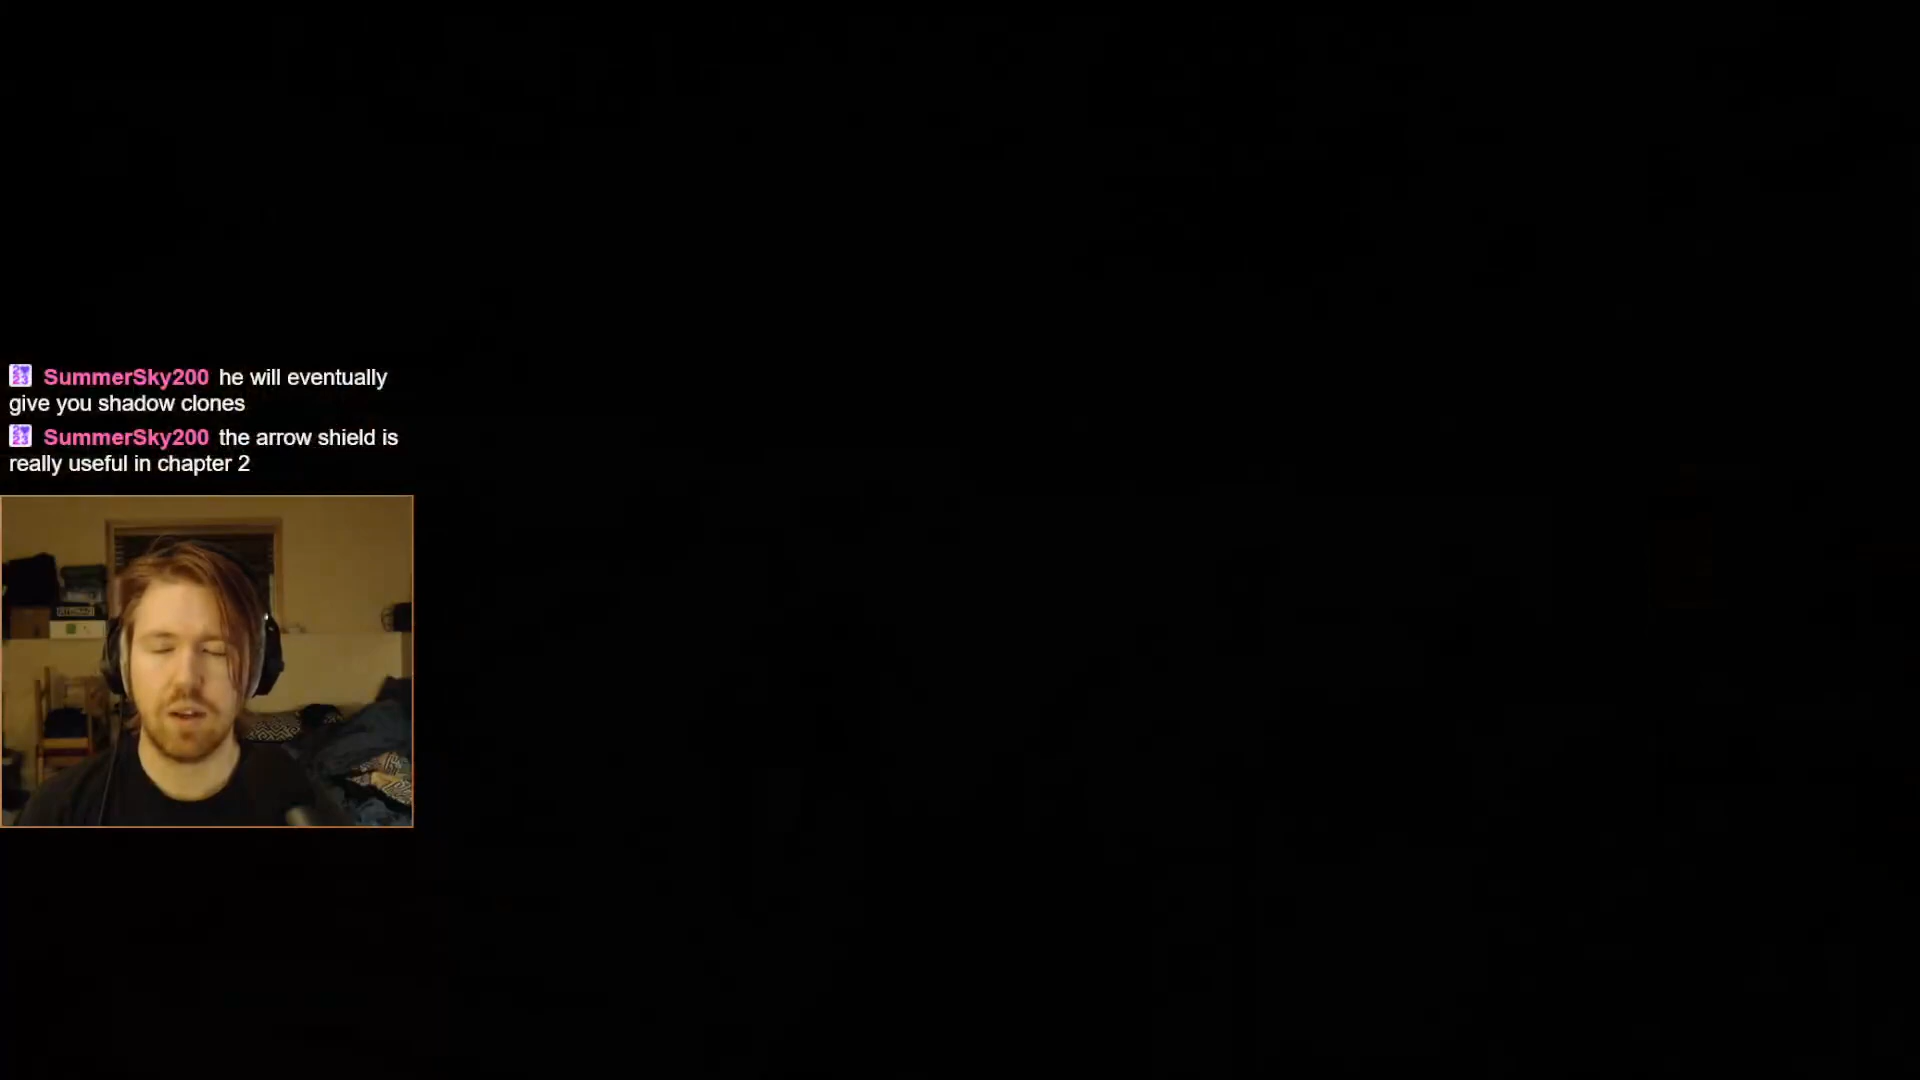 SummerSky200 he will eventually
give you shadow clones
SummerSky200 the arrow shield is
really useful in chapter 2